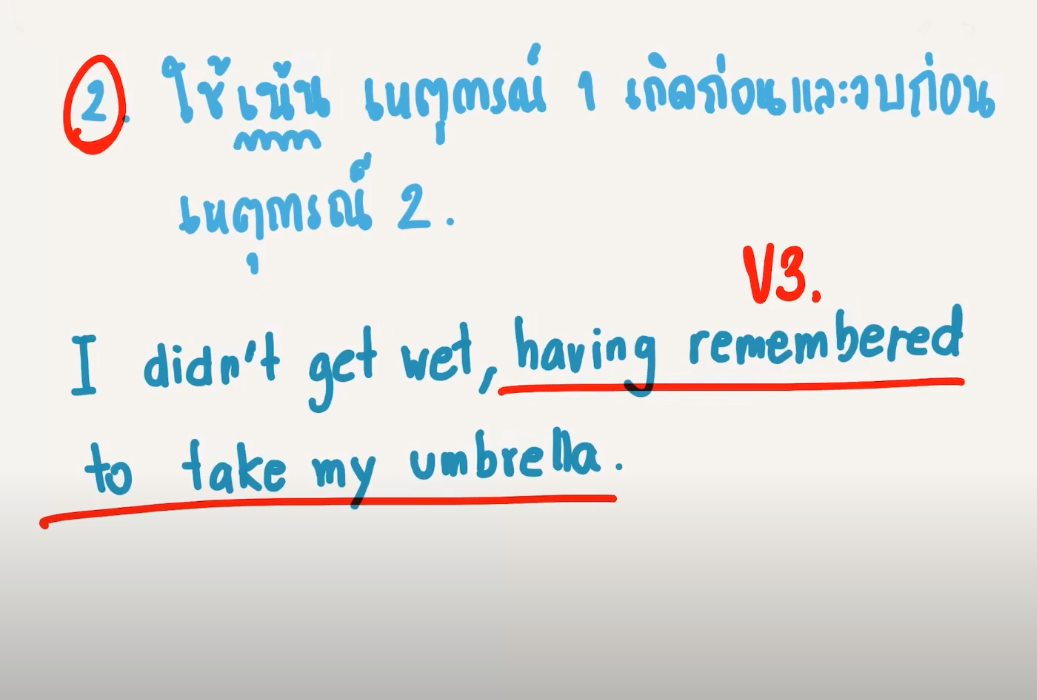 2. ใช้เน้น เหตุการณ์ 1 เกิดก่อนและจบก่อน
เหตุการณ์ 2.
V3.
I didn't get wet, having remembered
to take my umbrella.